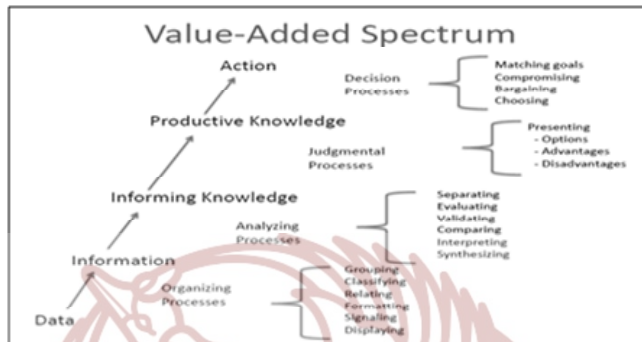 Value-Added Spectrum
Action
Decision
Processes
Matching goals
Compromising
Bargaining
Choosing
Productive Knowledge
Judgmental
Processes
Presenting
- Options
- Advantages
- Disadvantages
Informing Knowledge
Analyzing
Processes
Separating
Evaluating
Validating
Comparing
Interpreting
Synthesizing
Information
Organizing
Processes
Grouping
Classifying
Relating
Formatting
Signaling
Displaying
Data